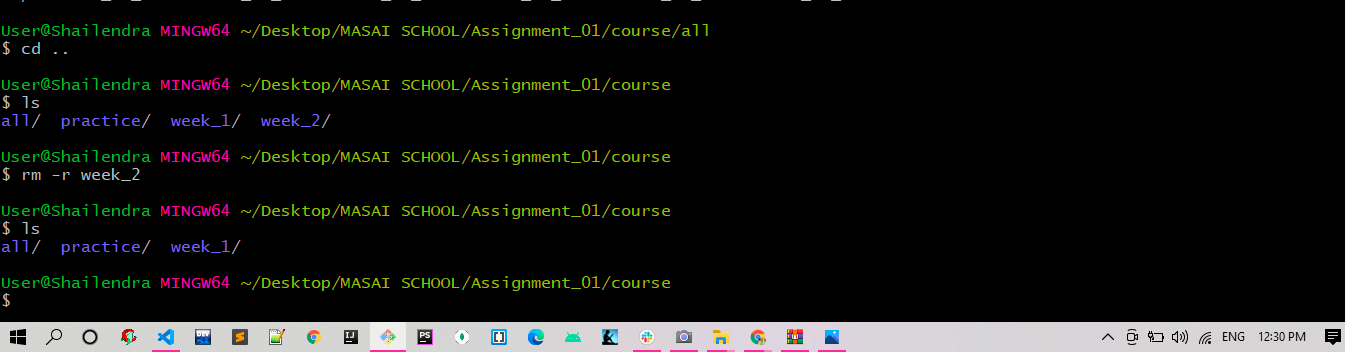 User@Shailendra MINGW64 ~/Desktop/MASAI SCHOOL/Assignment_01/course/all
$ cd ..
User@Shailendra MINGW64 ~/Desktop/MASAI SCHOOL/Assignment_01/course
$ ls
all/  practice/  week_1/  week_2/
User@Shailendra MINGW64 ~/Desktop/MASAI SCHOOL/Assignment_01/course
$ rm -r week_2
User@Shailendra MINGW64 ~/Desktop/MASAI SCHOOL/Assignment_01/course
$ ls
all/  practice/  week_1/
User@Shailendra MINGW64 ~/Desktop/MASAI SCHOOL/Assignment_01/course
$
DEV IJ PS ENG 12:30 PM